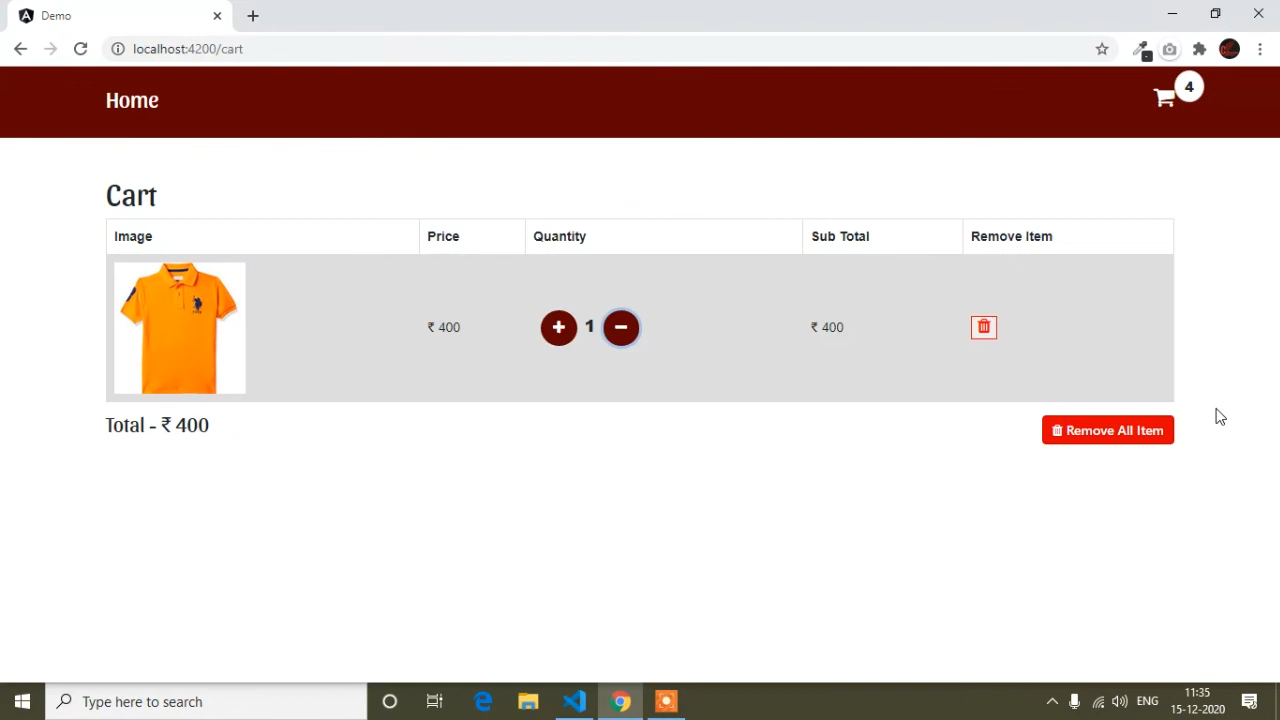 Demo
localhost:4200/cart
Home
4
Cart
Image Price Quantity Sub Total Remove Item
₹ 400 1 ₹ 400
Total - ₹ 400
Remove All Item
Type here to search
ENG
11:35
15-12-2020